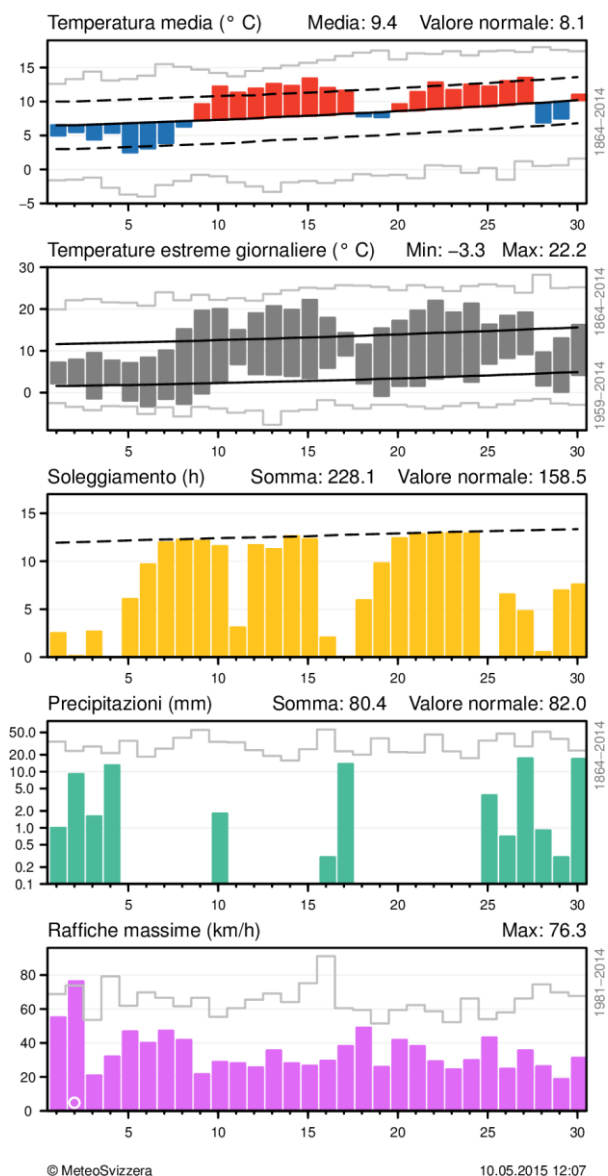 Temperatura media (° C) Media: 9.4 Valore normale: 8.1
15
10
5
0
−5
1864−2014
5 10 15 20 25 30
Temperature estreme giornaliere (° C) Min: −3.3 Max: 22.2
30
20
10
0
1864−2014
1959−2014
5 10 15 20 25 30
Soleggiamento (h) Somma: 228.1 Valore normale: 158.5
15
10
5
0
5 10 15 20 25 30
Precipitazioni (mm) Somma: 80.4 Valore normale: 82.0
50.0
20.0
10.0
5.0
2.0
1.0
0.5
0.2
0.1
1864−2014
5 10 15 20 25 30
Raffiche massime (km/h) Max: 76.3
80
60
40
20
0
1981−2014
5 10 15 20 25 30
© MeteoSvizzera 10.05.2015 12:07